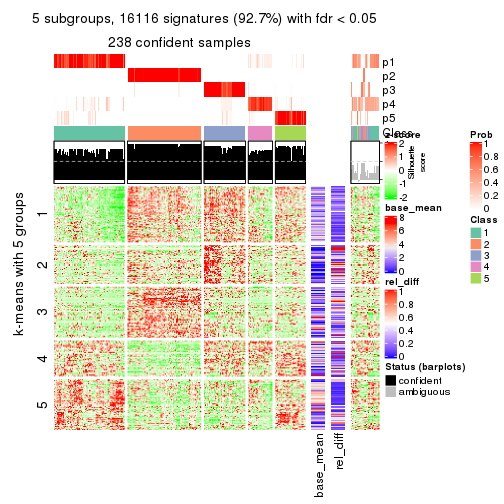 5 subgroups, 16116 signatures (92.7%) with fdr < 0.05
238 confident samples
p1
p2
p3
p4
p5
Class
z-score
2
1
0
-1
-2
Silhouette
score
Prob
1
0.8
0.6
0.4
0.2
0
Class
1
2
3
4
5
base_mean
8
6
4
2
0
rel_diff
1
0.8
0.6
0.4
0.2
0
Status (barplots)
confident
ambiguous
k-means with 5 groups
1
2
3
4
5
base_mean
rel_diff